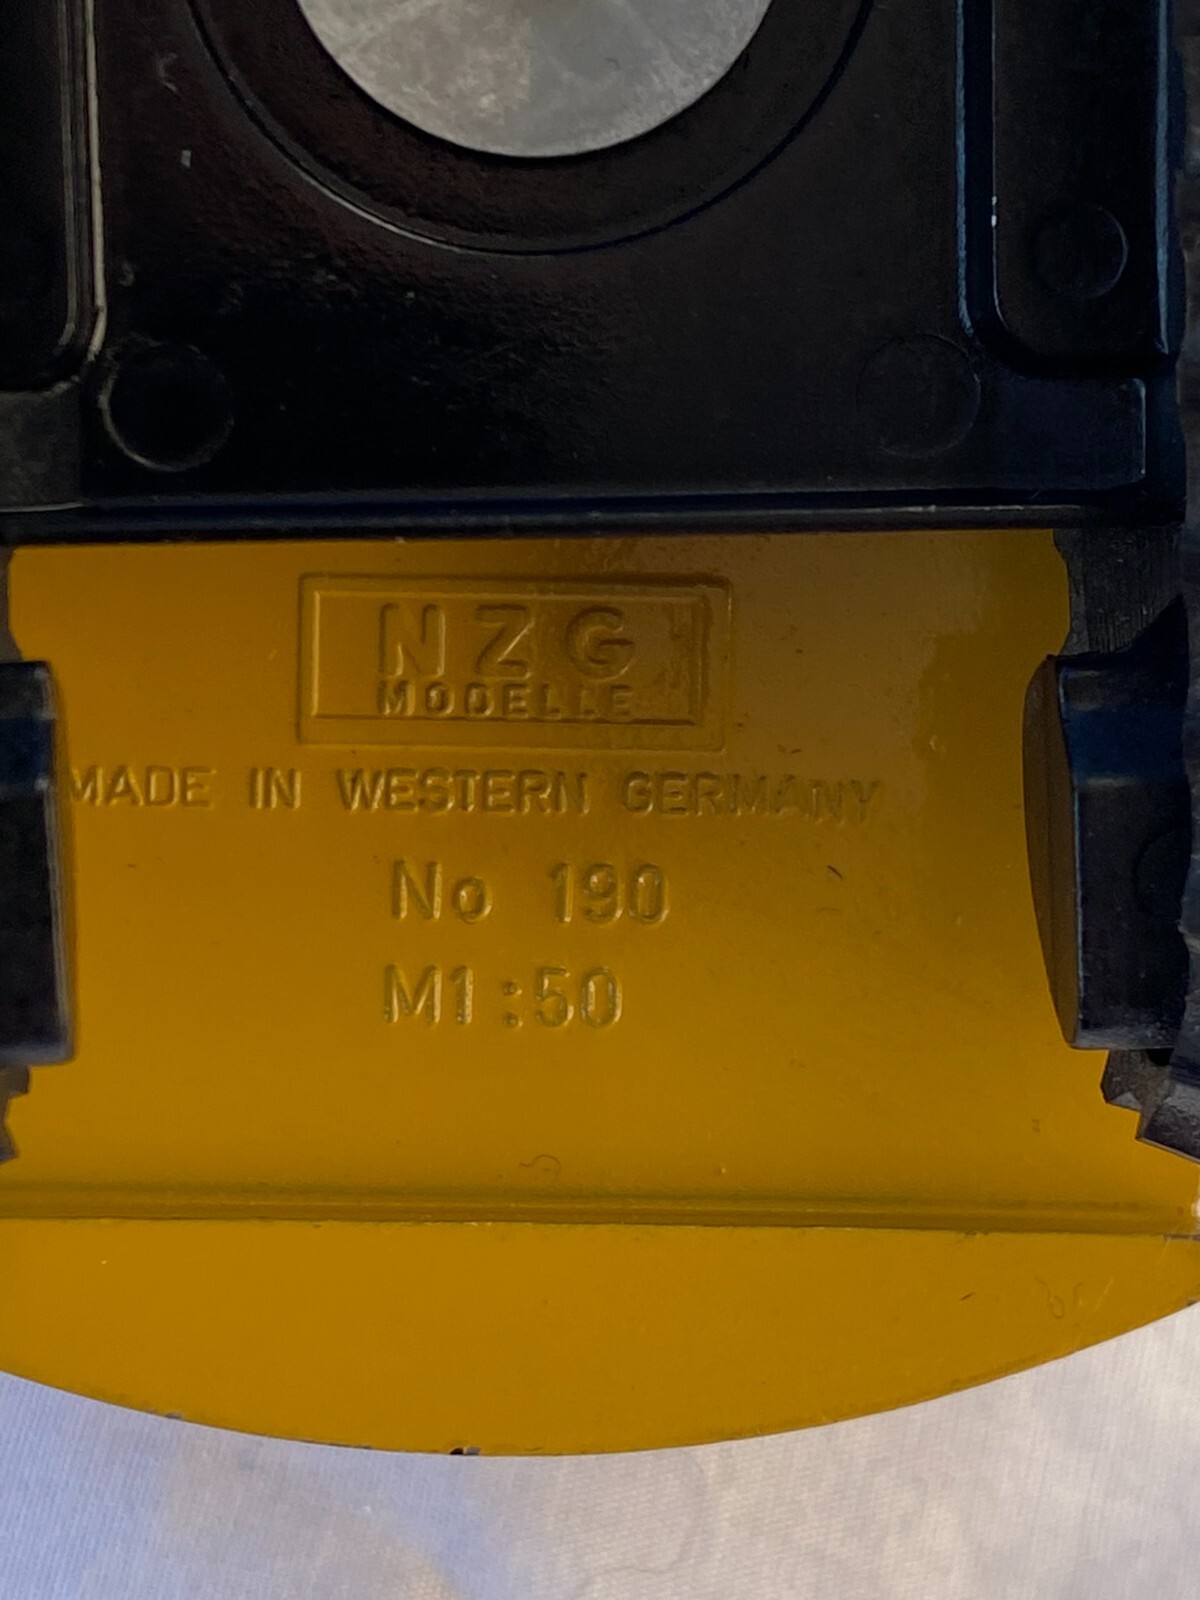 NZG
MODELLE
MADE IN WESTERN GERMANY
No 190
M1:50